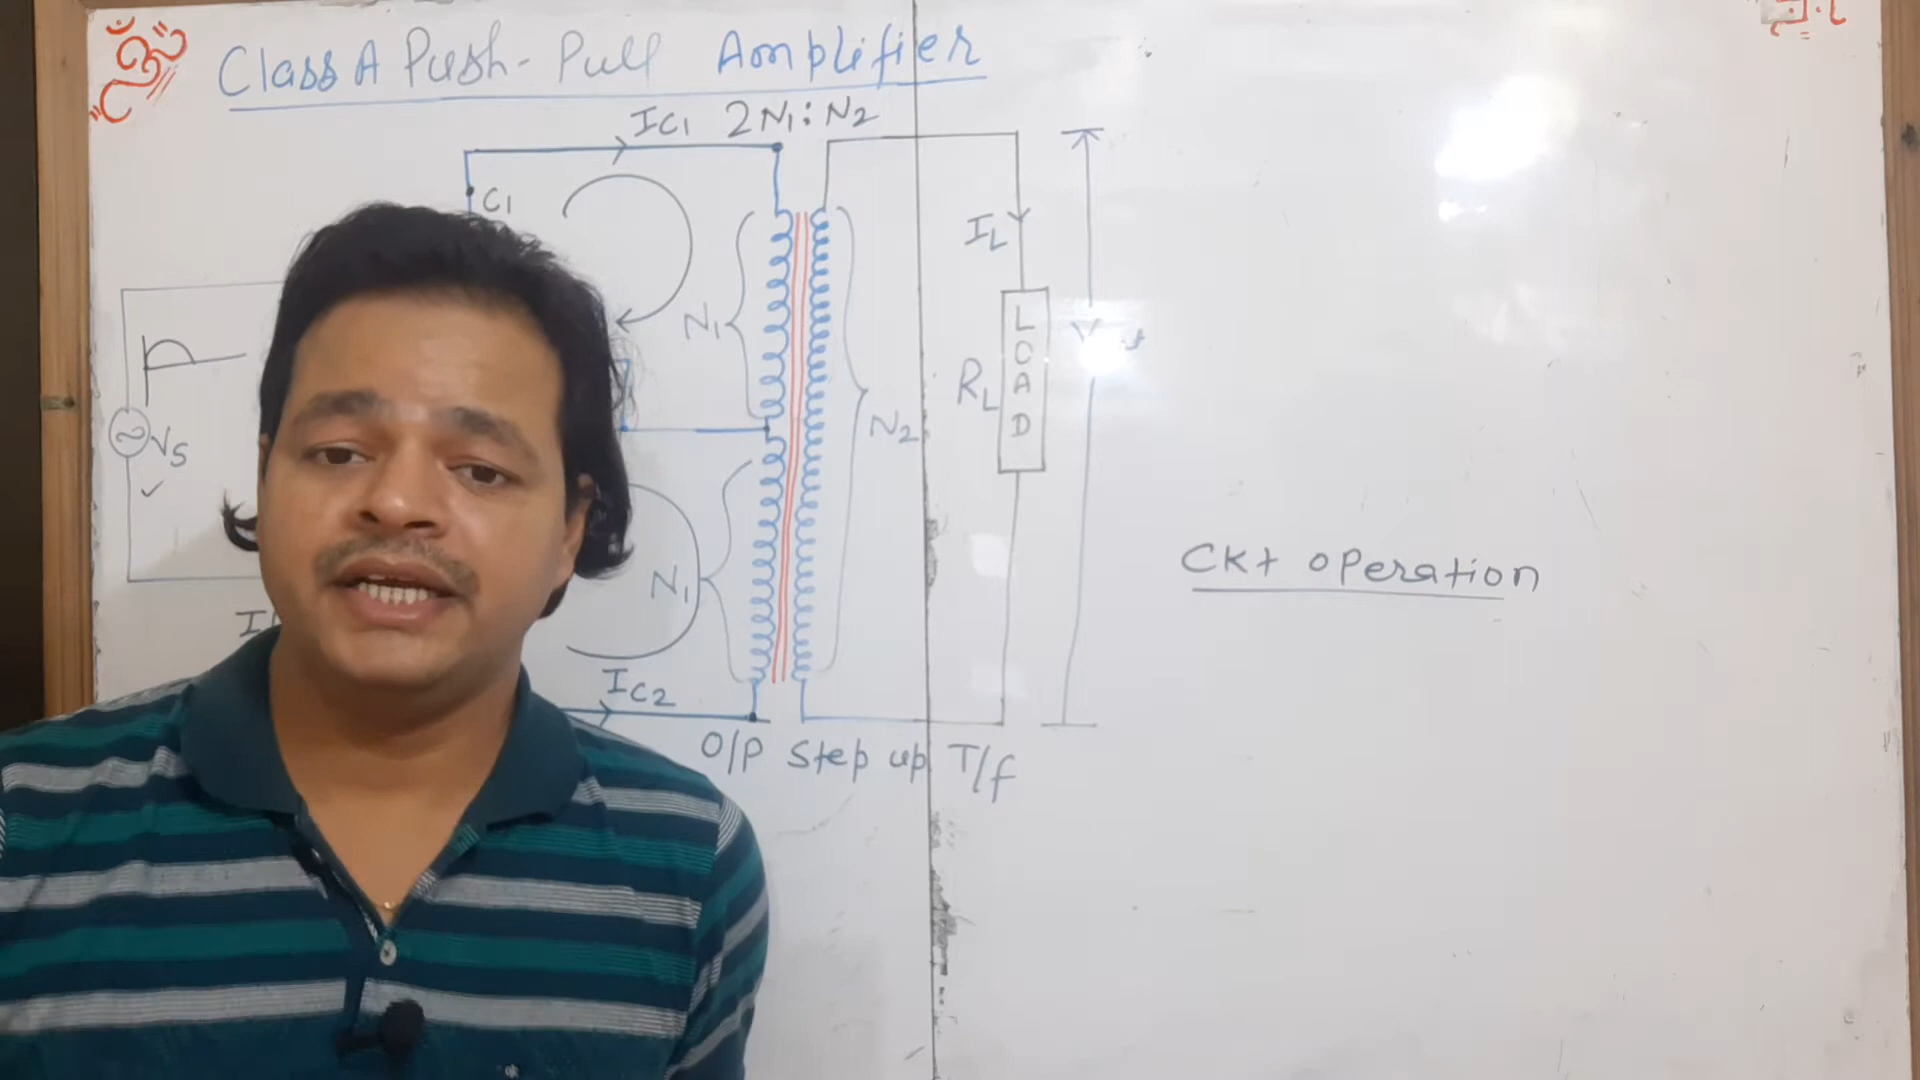 ॐ
Class A Push-Pull Amplifier
IC1 2N1:N2
C1
IL
N1
LOAD
RL
N2
VS
CKt operation
N1
IC2
O/P Step up T/f